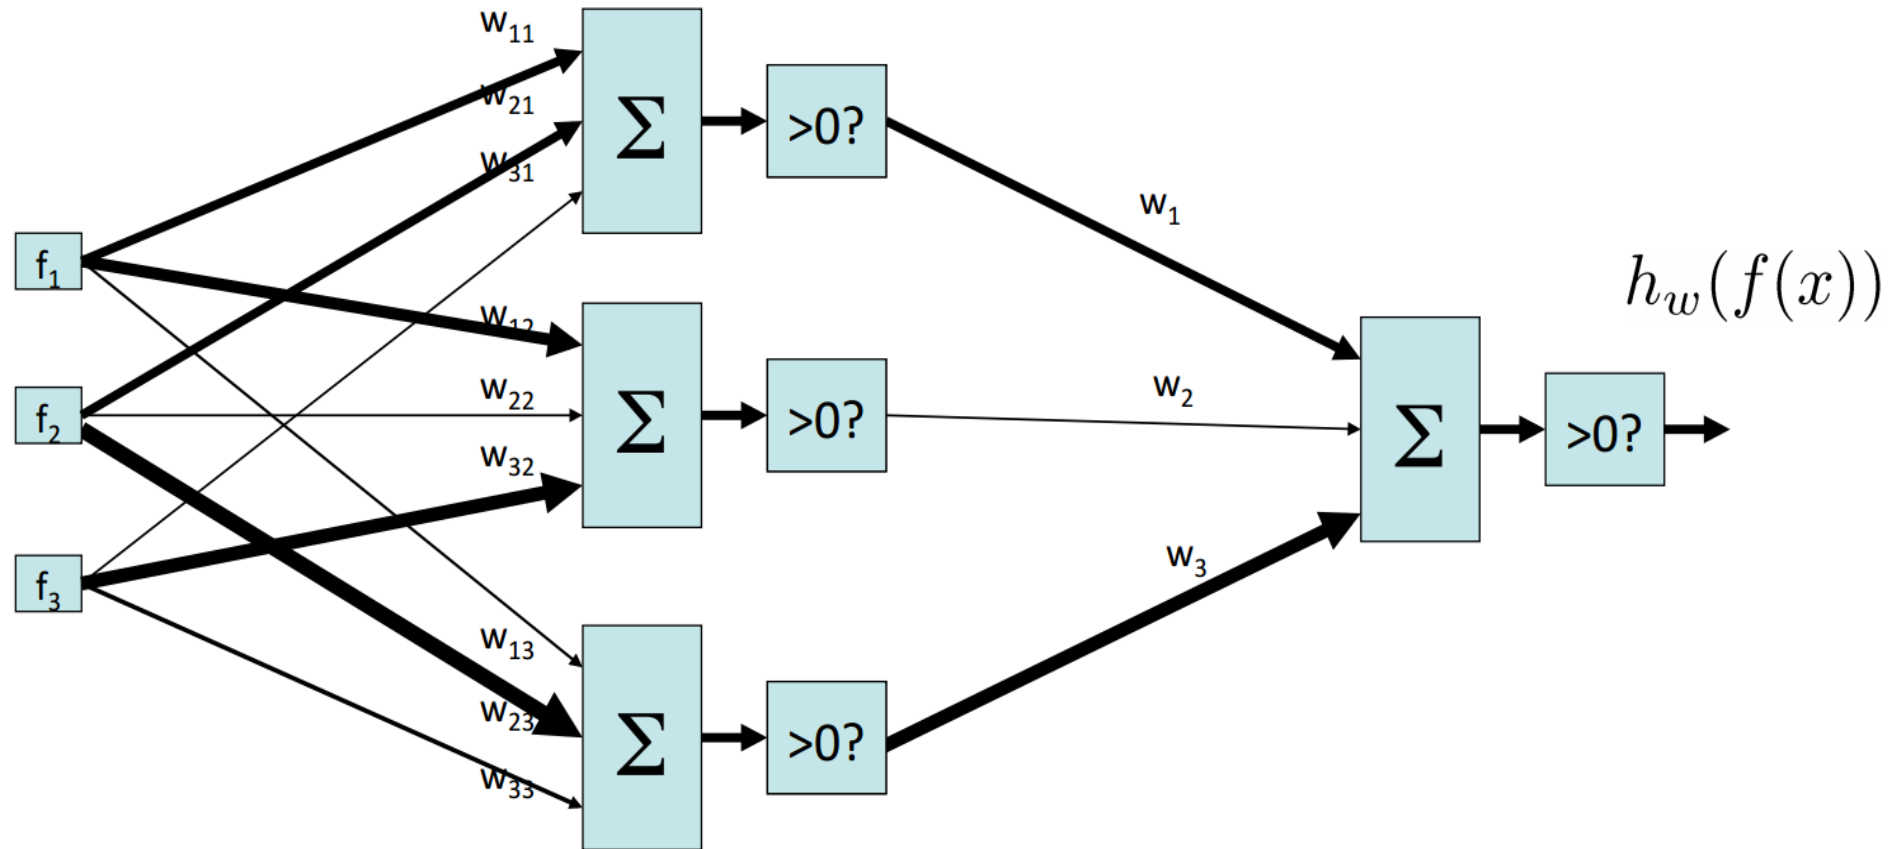 w₁₁
w₂₁
w₃₁
Σ
>0?
w₁
f₁
w₁₂
w₂₂
w₃₂
Σ
>0?
w₂
f₂
f₃
w₁₃
w₂₃
w₃₃
Σ
>0?
w₃
Σ
>0?
h_w(f(x))